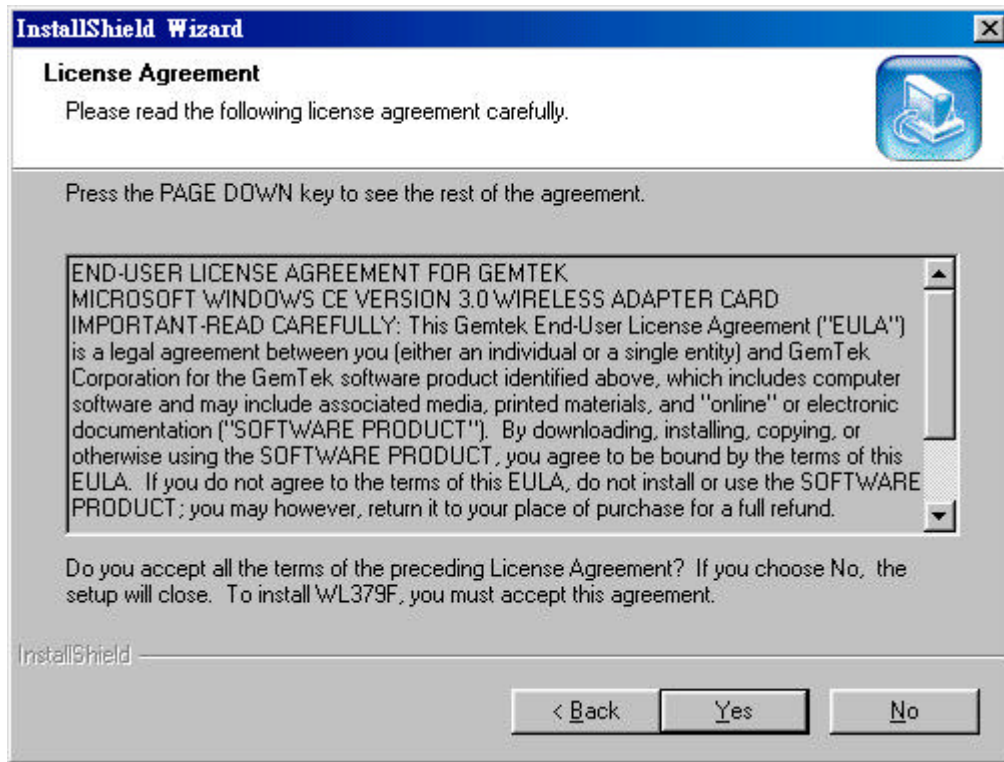 InstallShield Wizard
License Agreement
Please read the following license agreement carefully.
Press the PAGE DOWN key to see the rest of the agreement.
END-USER LICENSE AGREEMENT FOR GEMTEK
MICROSOFT WINDOWS CE VERSION 3.0 WIRELESS ADAPTER CARD
IMPORTANT-READ CAREFULLY: This Gemtek End-User License Agreement ("EULA")
is a legal agreement between you (either an individual or a single entity) and GemTek
Corporation for the GemTek software product identified above, which includes computer
software and may include associated media, printed materials, and "online" or electronic
documentation ("SOFTWARE PRODUCT").  By downloading, installing, copying, or
otherwise using the SOFTWARE PRODUCT, you agree to be bound by the terms of this
EULA.  If you do not agree to the terms of this EULA, do not install or use the SOFTWARE
PRODUCT; you may however, return it to your place of purchase for a full refund.
Do you accept all the terms of the preceding License Agreement?  If you choose No,  the
setup will close.  To install WL379F, you must accept this agreement.
InstallShield
< Back
Yes
No